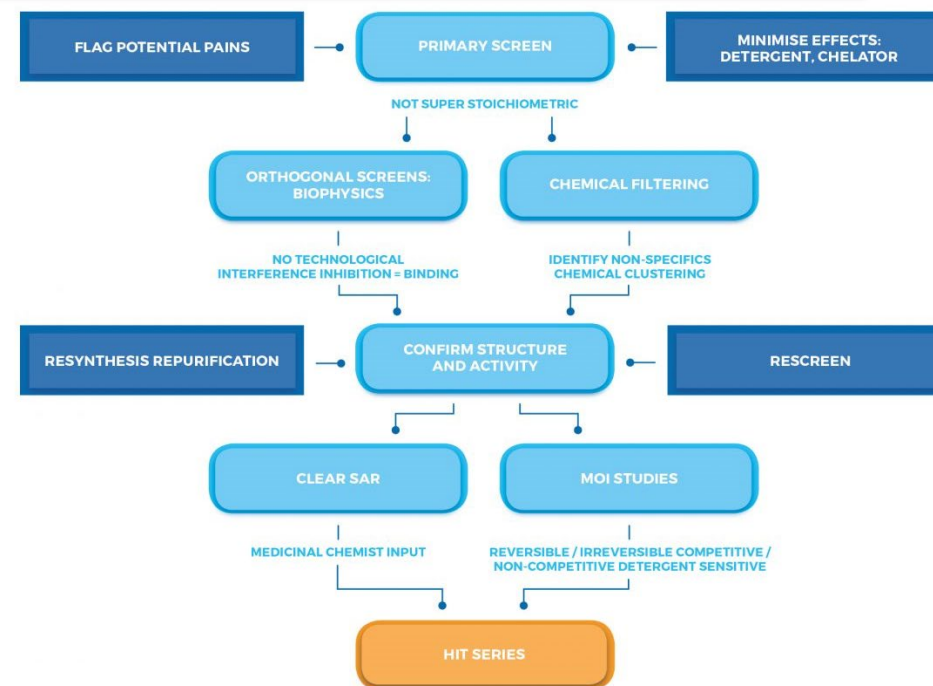 FLAG POTENTIAL PAINS
PRIMARY SCREEN
MINIMISE EFFECTS:
DETERGENT, CHELATOR
NOT SUPER STOICHIOMETRIC
ORTHOGONAL SCREENS:
BIOPHYSICS
CHEMICAL FILTERING
NO TECHNOLOGICAL
INTERFERENCE INHIBITION = BINDING
IDENTIFY NON-SPECIFICS
CHEMICAL CLUSTERING
RESYNTHESIS REPURIFICATION
CONFIRM STRUCTURE
AND ACTIVITY
RESCREEN
CLEAR SAR
MOI STUDIES
MEDICINAL CHEMIST INPUT
REVERSIBLE / IRREVERSIBLE COMPETITIVE /
NON-COMPETITIVE DETERGENT SENSITIVE
HIT SERIES